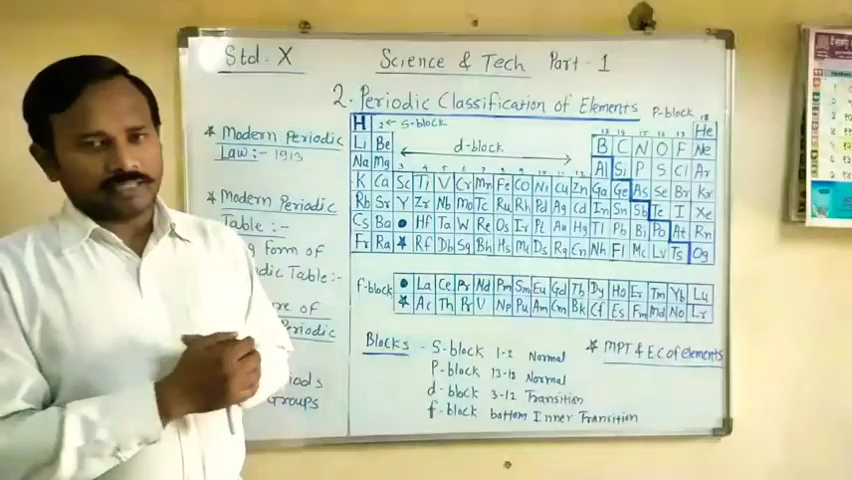 Std. X
Science & Tech Part - 1
2. Periodic Classification of Elements
P-block 18
H 2 ← S-block He
13 14 15 16 17
Li Be d-block B C N O F Ne
Na Mg Al Si P S Cl Ar
3 4 5 6 7 8 9 10 11 12
K Ca Sc Ti V Cr Mn Fe Co Ni Cu Zn Ga Ge As Se Br Kr
Rb Sr Y Zr Nb Mo Tc Ru Rh Pd Ag Cd In Sn Sb Te I Xe
Cs Ba ● Hf Ta W Re Os Ir Pt Au Hg Tl Pb Bi Po At Rn
Fr Ra ★ Rf Db Sg Bh Hs Ds Rg Cn Nh Fl Mc Lv Ts Og
f-block
● La Ce Pr Nd Pm Sm Eu Gd Tb Dy Ho Er Tm Yb Lu
★ Ac Th Np Pu Am Cm Bk Cf Es Fm Md No Lr
* Modern Periodic
Law :- 1913
* Modern Periodic
Table :-
g form of
dic Table :-
re of
Periodic
ds
Groups
Blocks - S-block 1-2 Normal
P-block Normal
d-block 3-12 Transition
f-block bottom Inner Transition
* MPT & E.C of elements